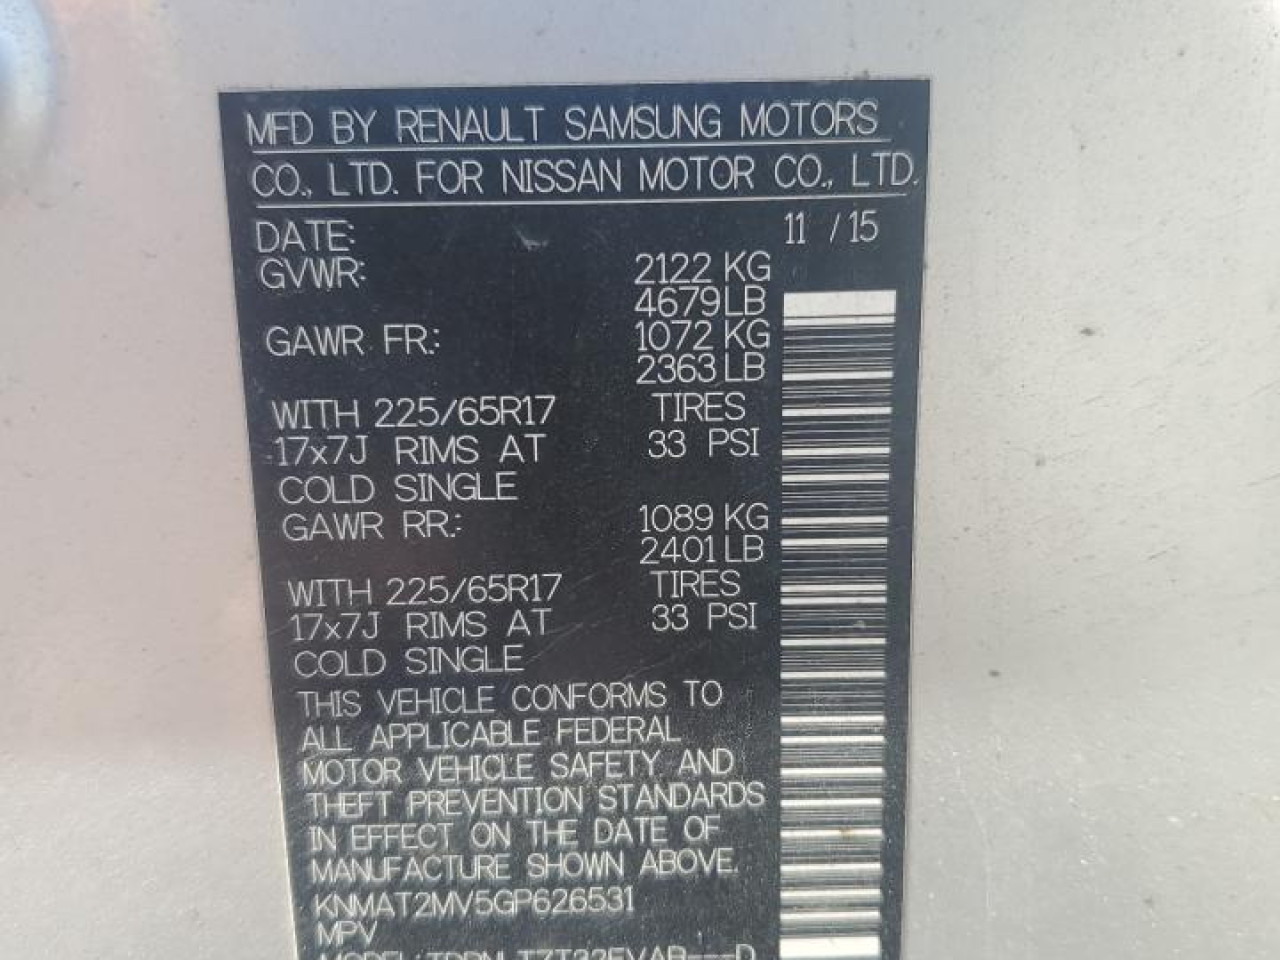 MFD BY RENAULT SAMSUNG MOTORS
CO., LTD. FOR NISSAN MOTOR CO., LTD.
DATE: 11 / 15
GVWR: 2122 KG
4679 LB
GAWR FR.: 1072 KG
2363 LB
WITH 225/65R17 TIRES
17x7J RIMS AT 33 PSI
COLD SINGLE
GAWR RR.: 1089 KG
2401 LB
WITH 225/65R17 TIRES
17x7J RIMS AT 33 PSI
COLD SINGLE
THIS VEHICLE CONFORMS TO
ALL APPLICABLE FEDERAL
MOTOR VEHICLE SAFETY AND
THEFT PREVENTION STANDARDS
IN EFFECT ON THE DATE OF
MANUFACTURE SHOWN ABOVE.
KNMAT2MV5GP626531
MPV